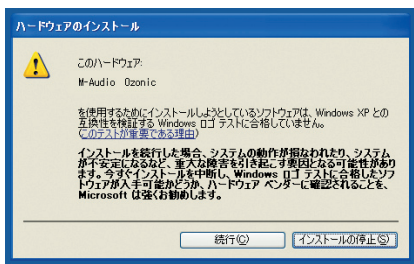 ハードウェアのインストール
このハードウェア:
M-Audio Ozonic
を使用するためにインストールしようとしているソフトウェアは、Windows XP との
互換性を検証する Windows ロゴ テストに合格していません。
(このテストが重要である理由)
インストールを続行した場合、システムの動作が損なわれたり、システム
が不安定になるなど、重大な障害を引き起こす要因となる可能性があり
ます。今すぐインストールを中断し、Windows ロゴ テストに合格したソフ
トウェアが入手可能かどうか、ハードウェア ベンダーに確認されることを、
Microsoft は強くお勧めします。
続行(C)
インストールの停止(S)